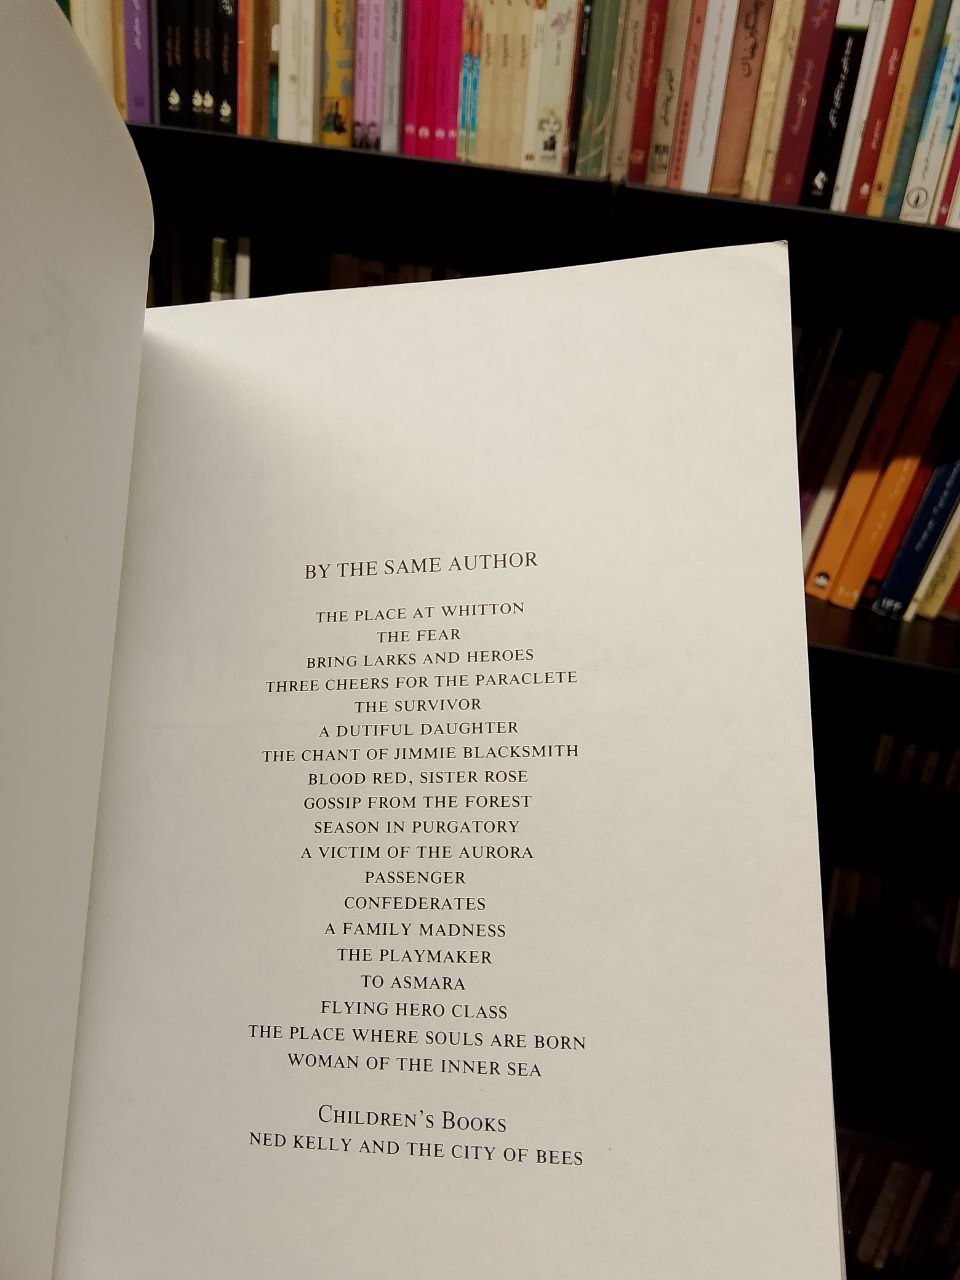 BY THE SAME AUTHOR
THE PLACE AT WHITTON
THE FEAR
BRING LARKS AND HEROES
THREE CHEERS FOR THE PARACLETE
THE SURVIVOR
A DUTIFUL DAUGHTER
THE CHANT OF JIMMIE BLACKSMITH
BLOOD RED, SISTER ROSE
GOSSIP FROM THE FOREST
SEASON IN PURGATORY
A VICTIM OF THE AURORA
PASSENGER
CONFEDERATES
A FAMILY MADNESS
THE PLAYMAKER
TO ASMARA
FLYING HERO CLASS
THE PLACE WHERE SOULS ARE BORN
WOMAN OF THE INNER SEA
CHILDREN'S BOOKS
NED KELLY AND THE CITY OF BEES